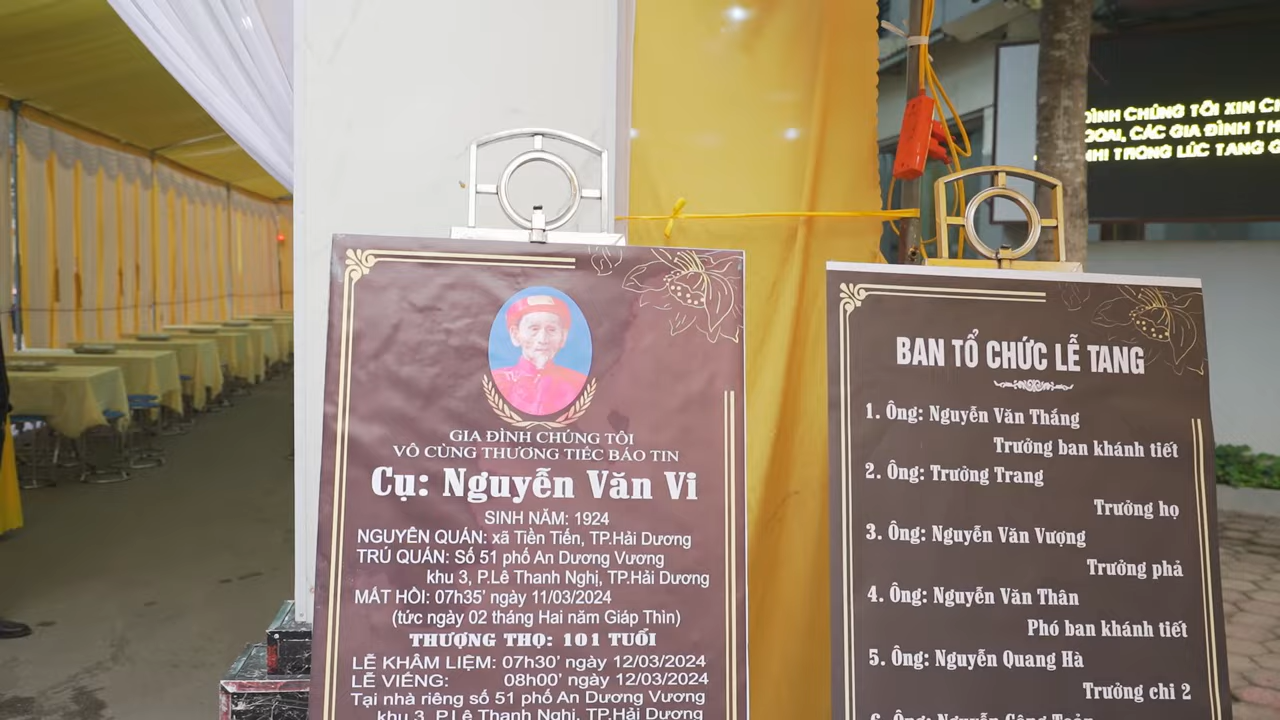 GIA ĐÌNH CHÚNG TÔI
VÔ CÙNG THƯƠNG TIẾC BÁO TIN
Cụ: Nguyễn Văn Vi
SINH NĂM: 1924
NGUYÊN QUÁN: xã Tiền Tiến, TP.Hải Dương
TRÚ QUÁN: Số 51 phố An Dương Vương
khu 3, P.Lê Thanh Nghị, TP.Hải Dương
MẤT HỒI: 07h35' ngày 11/03/2024
(tức ngày 02 tháng Hai năm Giáp Thìn)
THƯỢNG THỌ: 101 TUỔI
LỄ KHÂM LIỆM: 07h30' ngày 12/03/2024
LỄ VIẾNG: 08h00' ngày 12/03/2024
Tại nhà riêng số 51 phố An Dương Vương
khu 3, P.Lê Thanh Nghị, TP.Hải Dương
BAN TỔ CHỨC LỄ TANG
1. Ông: Nguyễn Văn Thắng
Trưởng ban khánh tiết
2. Ông: Trưởng Trang
Trưởng họ
3. Ông: Nguyễn Văn Vượng
Trưởng phả
4. Ông: Nguyễn Văn Thân
Phó ban khánh tiết
5. Ông: Nguyễn Quang Hà
Trưởng chi 2
6. Ông: Nguyễn Công Toản
ĐÌNH CHÚNG TÔI XIN
CÁC GIA ĐÌNH
TRONG LÚC TANG